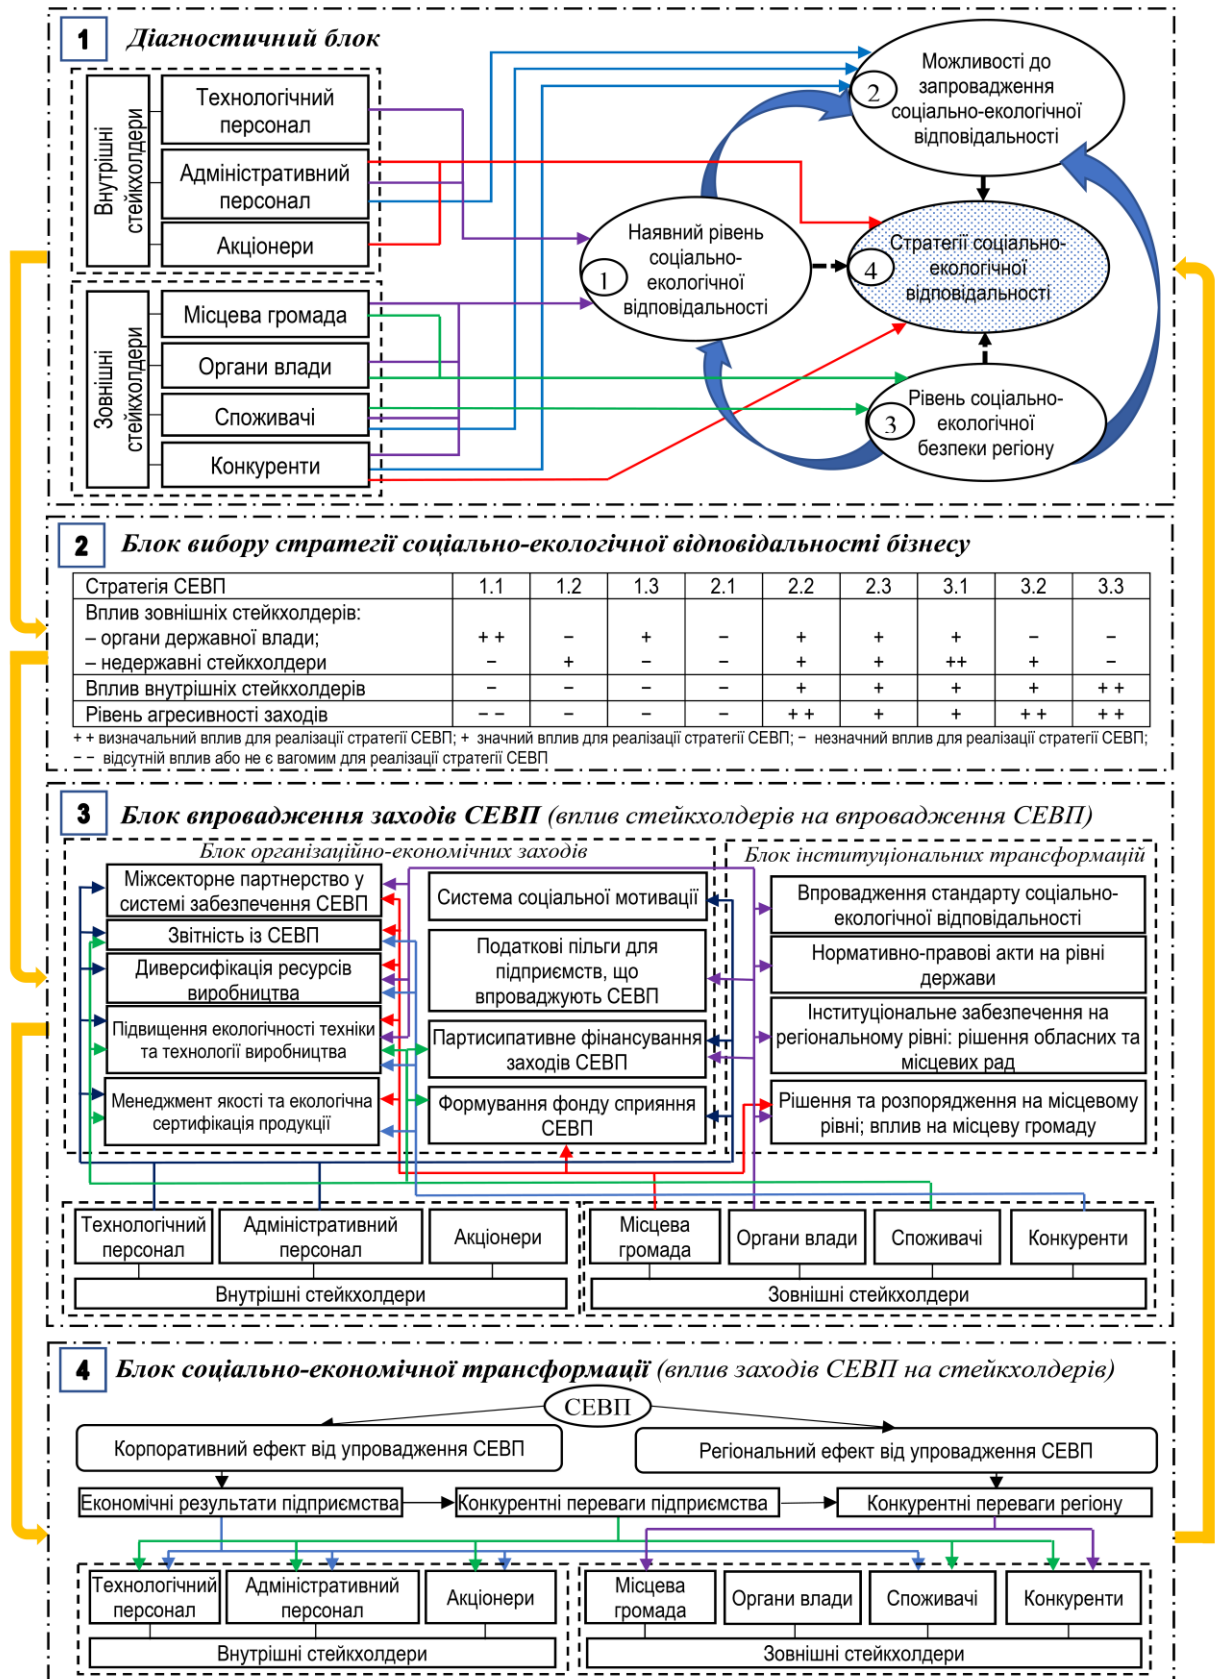 1 Діагностичний блок
Внутрішні
стейкхолдери
Технологічний
персонал
Адміністративний
персонал
Акціонери
Зовнішні
стейкхолдери
Місцева громада
Органи влади
Споживачі
Конкуренти
1
Наявний рівень
соціально-
екологічної
відповідальності
2
Можливості до
запровадження
соціально-екологічної
відповідальності
4
Стратегії соціально-
екологічної
відповідальності
3
Рівень соціально-
екологічної
безпеки регіону
2 Блок вибору стратегії соціально-екологічної відповідальності бізнесу
Стратегія СЕВП 1.1 1.2 1.3 2.1 2.2 2.3 3.1 3.2 3.3
Вплив зовнішніх стейкхолдерів:
– органи державної влади; + + – + – + + + – –
– недержавні стейкхолдери – + – – + + ++ + –
Вплив внутрішніх стейкхолдерів – – – – + + + + + +
Рівень агресивності заходів – – – – – + + + + + + + +
+ + визначальний вплив для реалізації стратегії СЕВП; + значний вплив для реалізації стратегії СЕВП; – незначний вплив для реалізації стратегії СЕВП;
– – відсутній вплив або не є вагомим для реалізації стратегії СЕВП
3 Блок впровадження заходів СЕВП (вплив стейкхолдерів на впровадження СЕВП)
Блок організаційно-економічних заходів
Міжсекторне партнерство у
системі забезпечення СЕВП
Звітність із СЕВП
Диверсифікація ресурсів
виробництва
Підвищення екологічності техніки
та технології виробництва
Менеджмент якості та екологічна
сертифікація продукції
Система соціальної мотивації
Податкові пільги для
підприємств, що
впроваджують СЕВП
Партисипативне фінансування
заходів СЕВП
Формування фонду сприяння
СЕВП
Блок інституціональних трансформацій
Впровадження стандарту соціально-
екологічної відповідальності
Нормативно-правові акти на рівні
держави
Інституціональне забезпечення на
регіональному рівні: рішення обласних та
місцевих рад
Рішення та розпорядження на місцевому
рівні; вплив на місцеву громаду
Технологічний
персонал
Адміністративний
персонал
Акціонери
Внутрішні стейкхолдери
Місцева
громада
Органи влади
Споживачі
Конкуренти
Зовнішні стейкхолдери
4 Блок соціально-економічної трансформації (вплив заходів СЕВП на стейкхолдерів)
СЕВП
Корпоративний ефект від упровадження СЕВП
Регіональний ефект від упровадження СЕВП
Економічні результати підприємства
Конкурентні переваги підприємства
Конкурентні переваги регіону
Технологічний
персонал
Адміністративний
персонал
Акціонери
Внутрішні стейкхолдери
Місцева
громада
Органи влади
Споживачі
Конкуренти
Зовнішні стейкхолдери